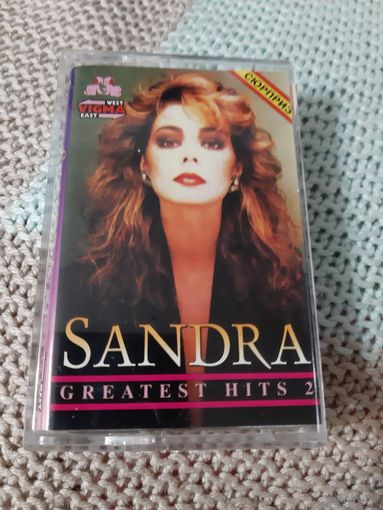 WEST
VIGMA
EAST
СЮРПРИЗ
SANDRA
GREATEST HITS 2